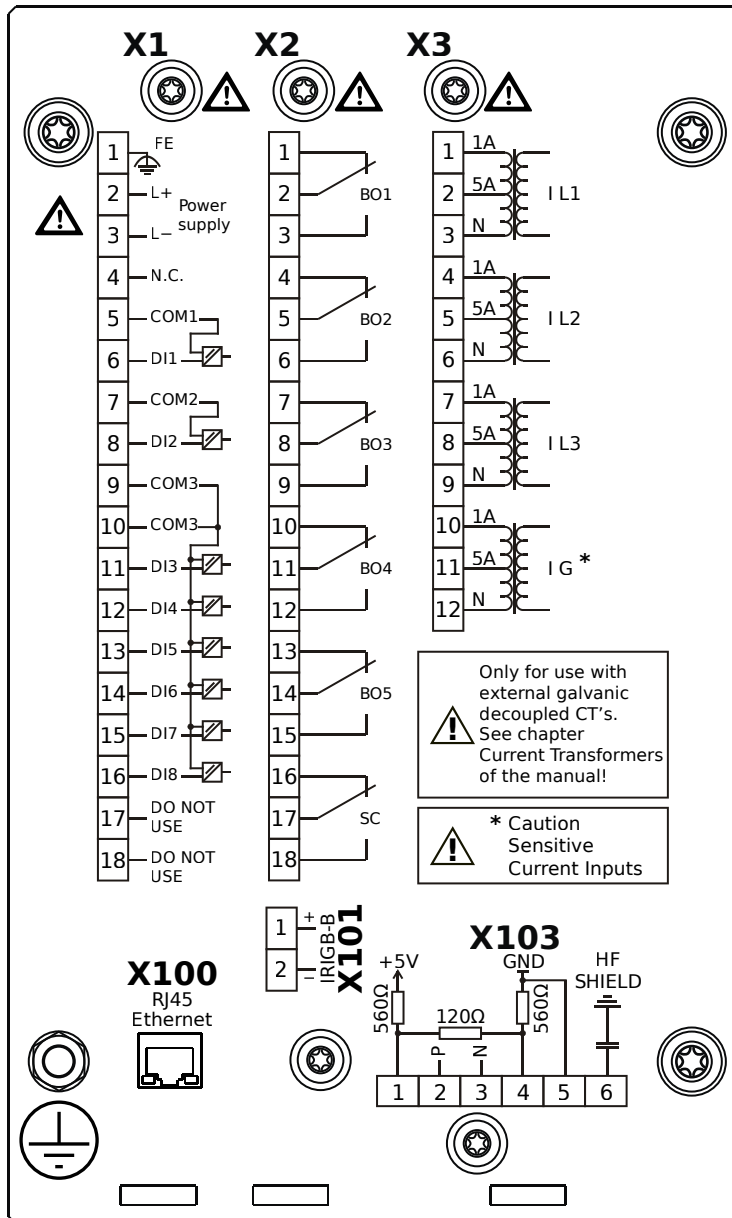 X1
X2
X3
1 FE
2 L+ Power
supply
3 L−
4 N.C.
5 COM1
6 DI1
7 COM2
8 DI2
9 COM3
10 COM3
11 DI3
12 DI4
13 DI5
14 DI6
15 DI7
16 DI8
17 DO NOT
USE
18 DO NOT
USE
1
2 BO1
3
4
5 BO2
6
7
8 BO3
9
10
11 BO4
12
13
14 BO5
15
16
17 SC
18
1 1A
2 5A I L1
3 N
4 1A
5 5A I L2
6 N
7 1A
8 5A I L3
9 N
10 1A
11 5A I G *
12 N
Only for use with
external galvanic
decoupled CT's.
See chapter
Current Transformers
of the manual!
* Caution
Sensitive
Current Inputs
X100
RJ45
Ethernet
1 +
2 −
IRIGB-B
X101
X103
+5V
GND
HF
SHIELD
560Ω
120Ω
560Ω
P
N
1 2 3 4 5 6